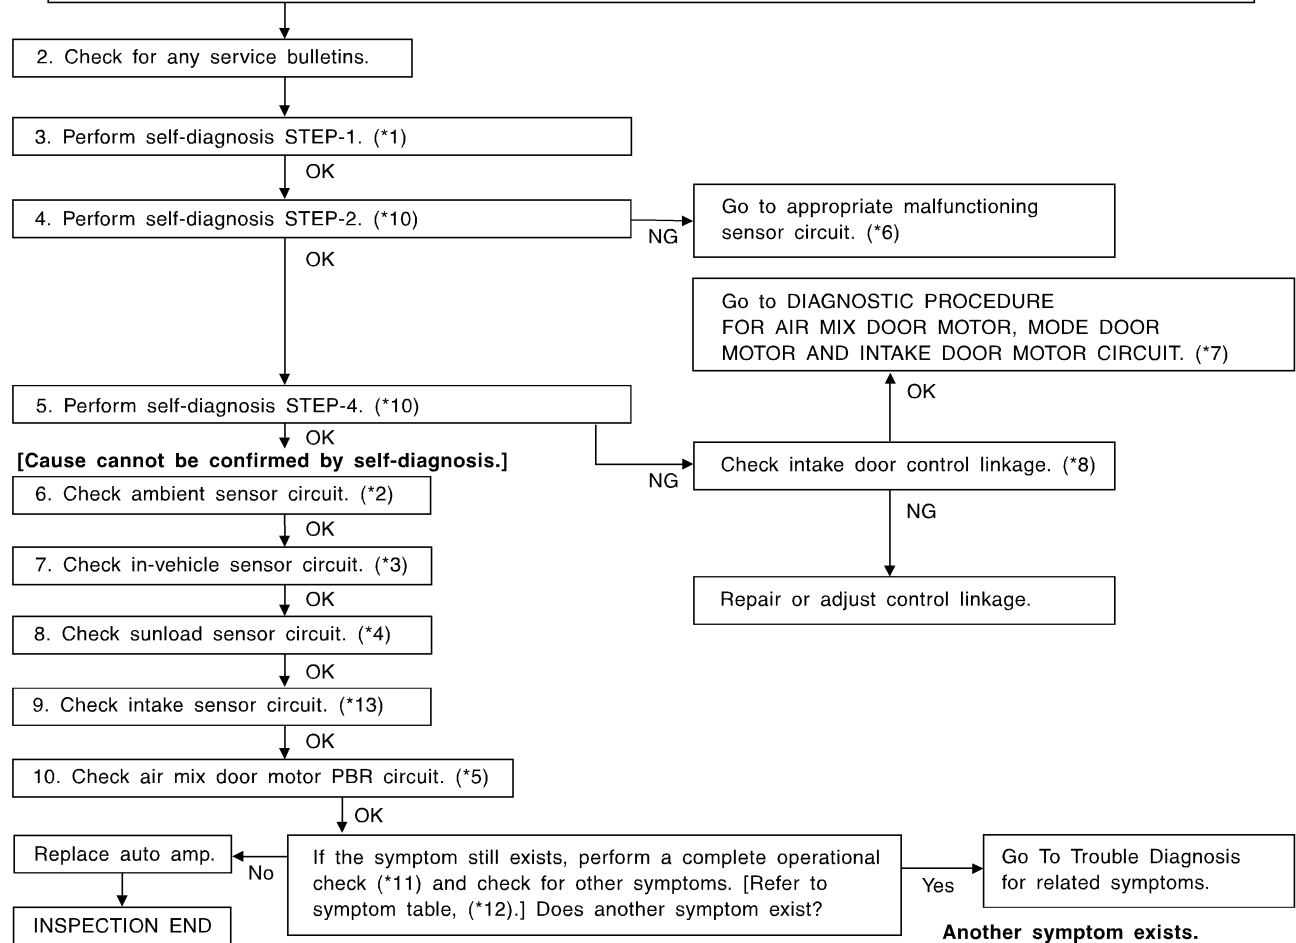 2. Check for any service bulletins.
3. Perform self-diagnosis STEP-1. (*1)
OK
4. Perform self-diagnosis STEP-2. (*10)
NG
Go to appropriate malfunctioning
sensor circuit. (*6)
OK
Go to DIAGNOSTIC PROCEDURE
FOR AIR MIX DOOR MOTOR, MODE DOOR
MOTOR AND INTAKE DOOR MOTOR CIRCUIT. (*7)
OK
5. Perform self-diagnosis STEP-4. (*10)
OK
[Cause cannot be confirmed by self-diagnosis.]
NG
Check intake door control linkage. (*8)
NG
Repair or adjust control linkage.
6. Check ambient sensor circuit. (*2)
OK
7. Check in-vehicle sensor circuit. (*3)
OK
8. Check sunload sensor circuit. (*4)
OK
9. Check intake sensor circuit. (*13)
OK
10. Check air mix door motor PBR circuit. (*5)
OK
If the symptom still exists, perform a complete operational
check (*11) and check for other symptoms. [Refer to
symptom table, (*12).] Does another symptom exist?
No
Replace auto amp.
INSPECTION END
Yes
Go To Trouble Diagnosis
for related symptoms.
Another symptom exists.